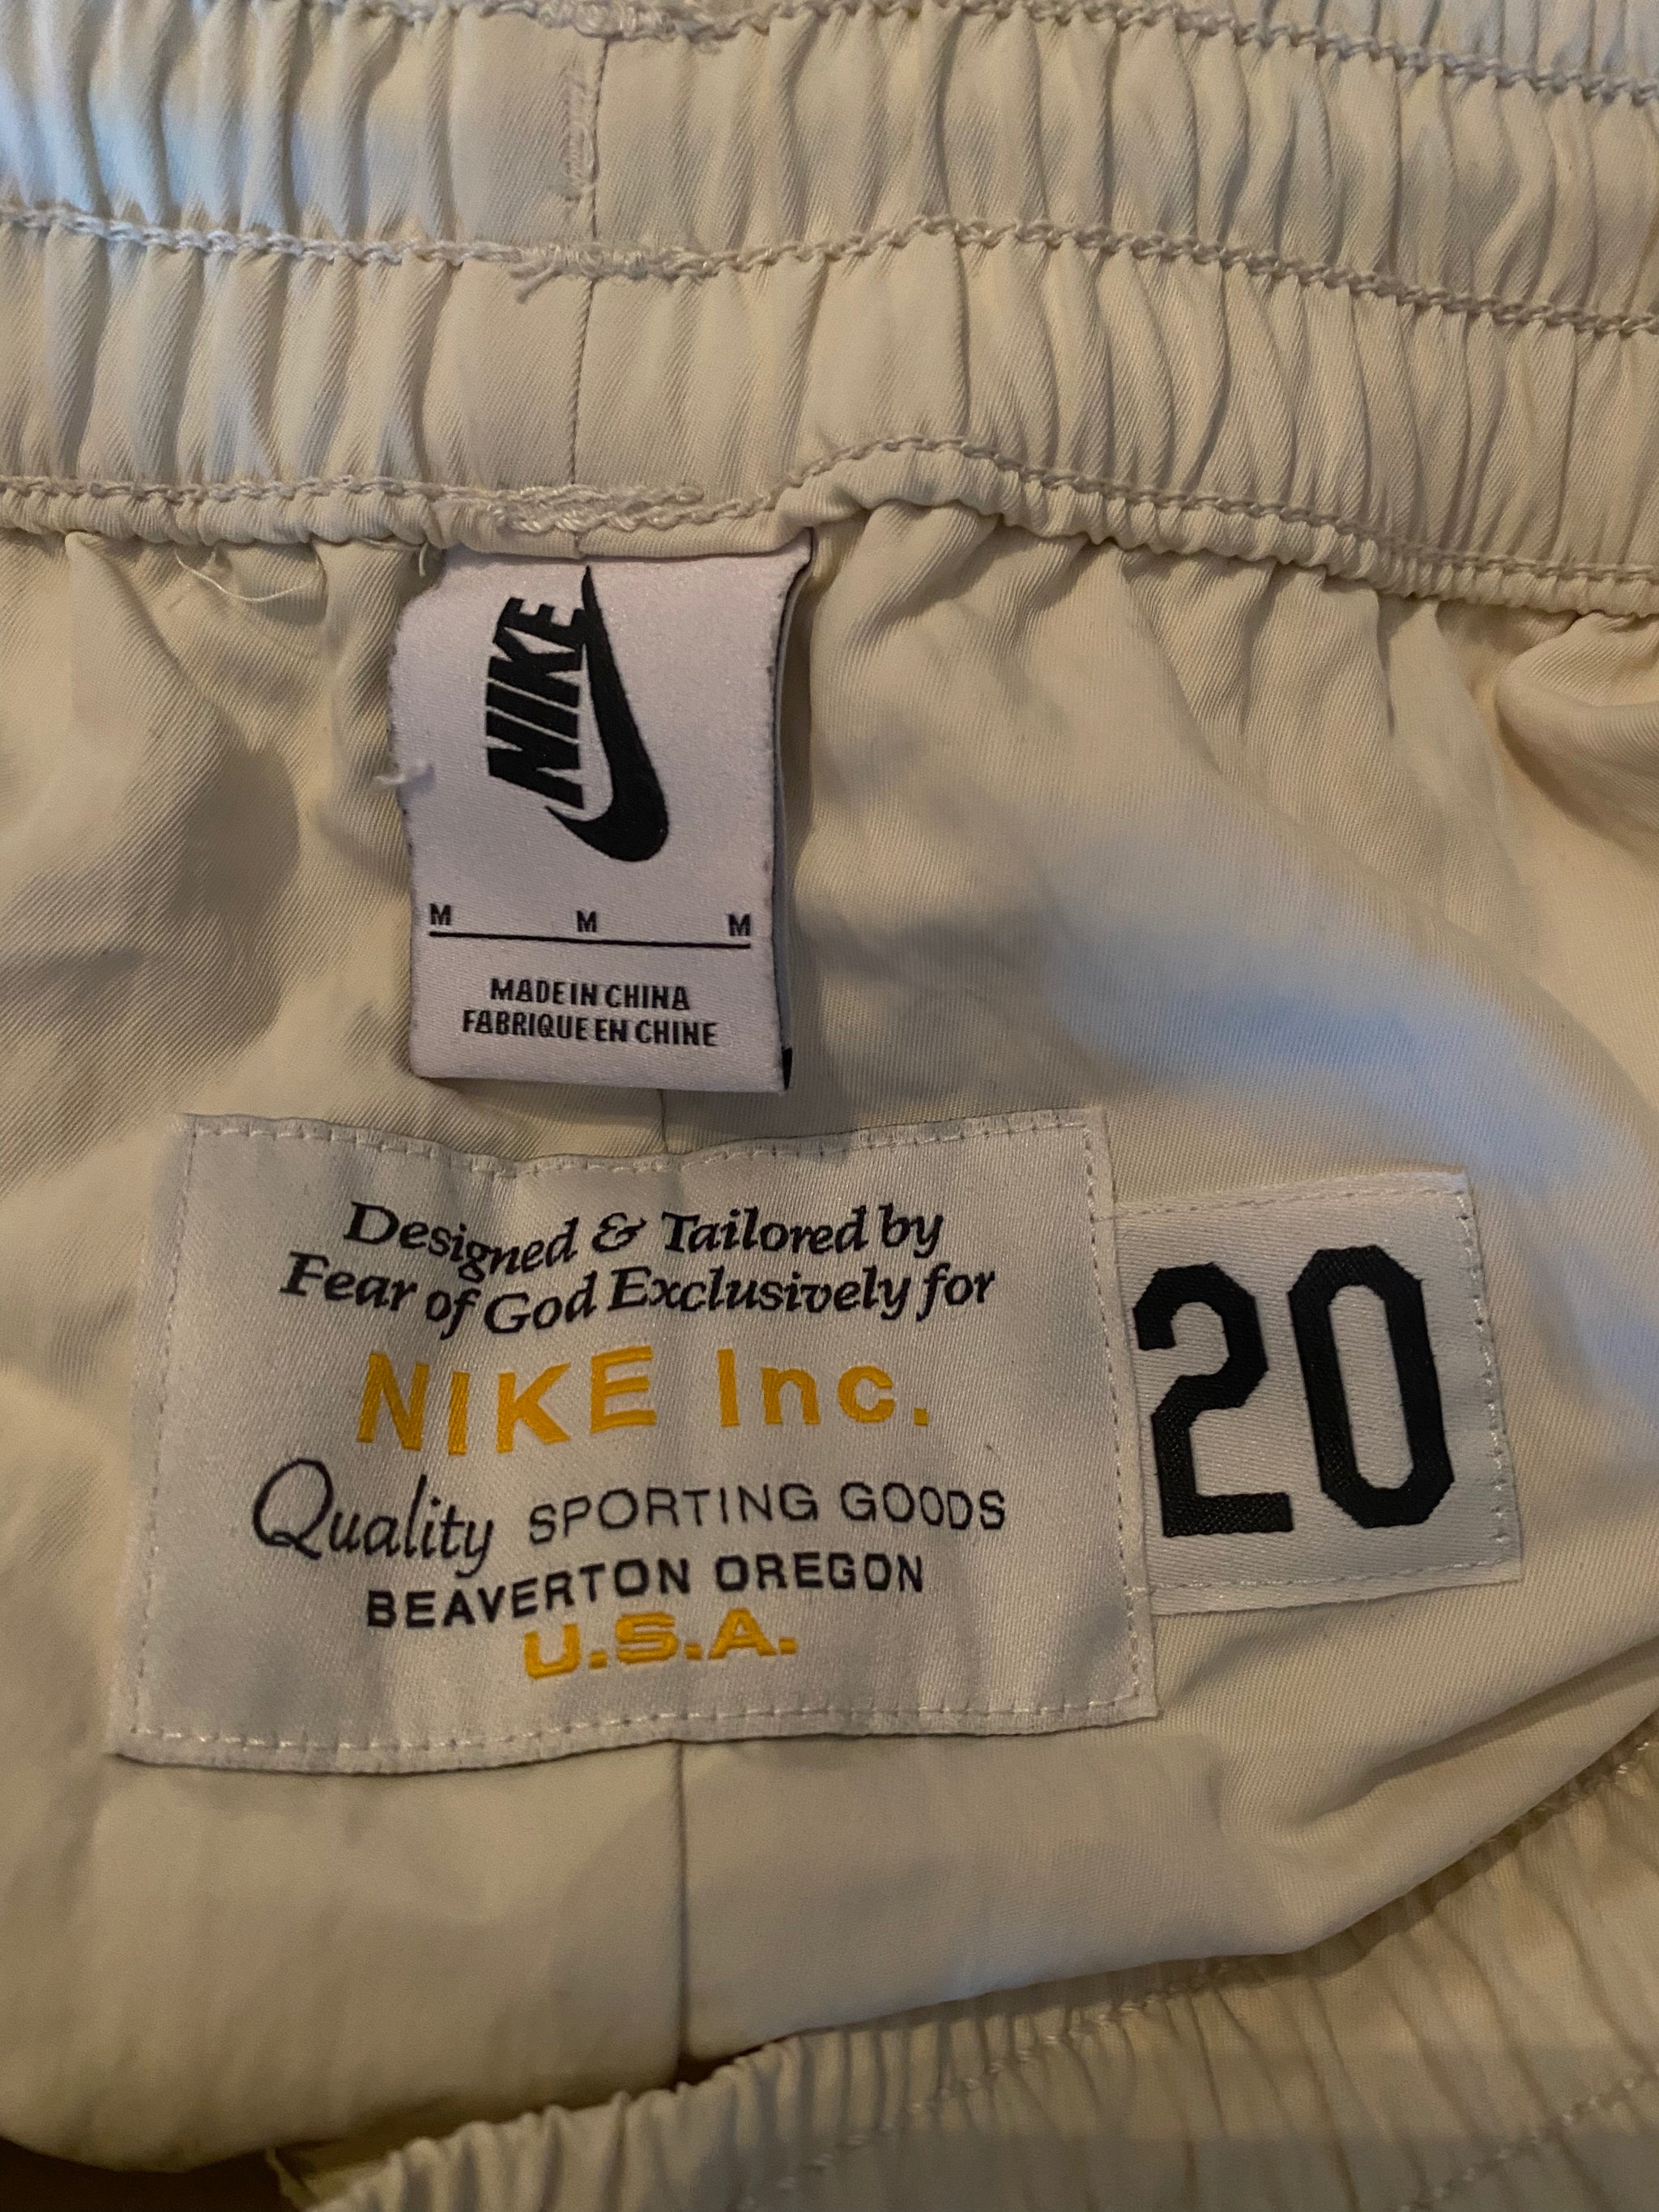 NIKE
M M M
MADE IN CHINA
FABRIQUE EN CHINE
Designed & Tailored by
Fear of God Exclusively for
NIKE Inc.
Quality SPORTING GOODS
BEAVERTON OREGON
U.S.A.
20